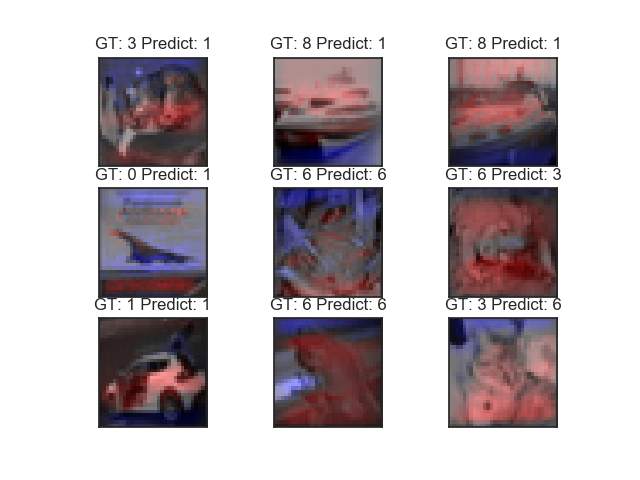 GT: 3 Predict: 1
GT: 8 Predict: 1
GT: 8 Predict: 1
GT: 0 Predict: 1
GT: 6 Predict: 6
GT: 6 Predict: 3
GT: 1 Predict: 1
GT: 6 Predict: 6
GT: 3 Predict: 6